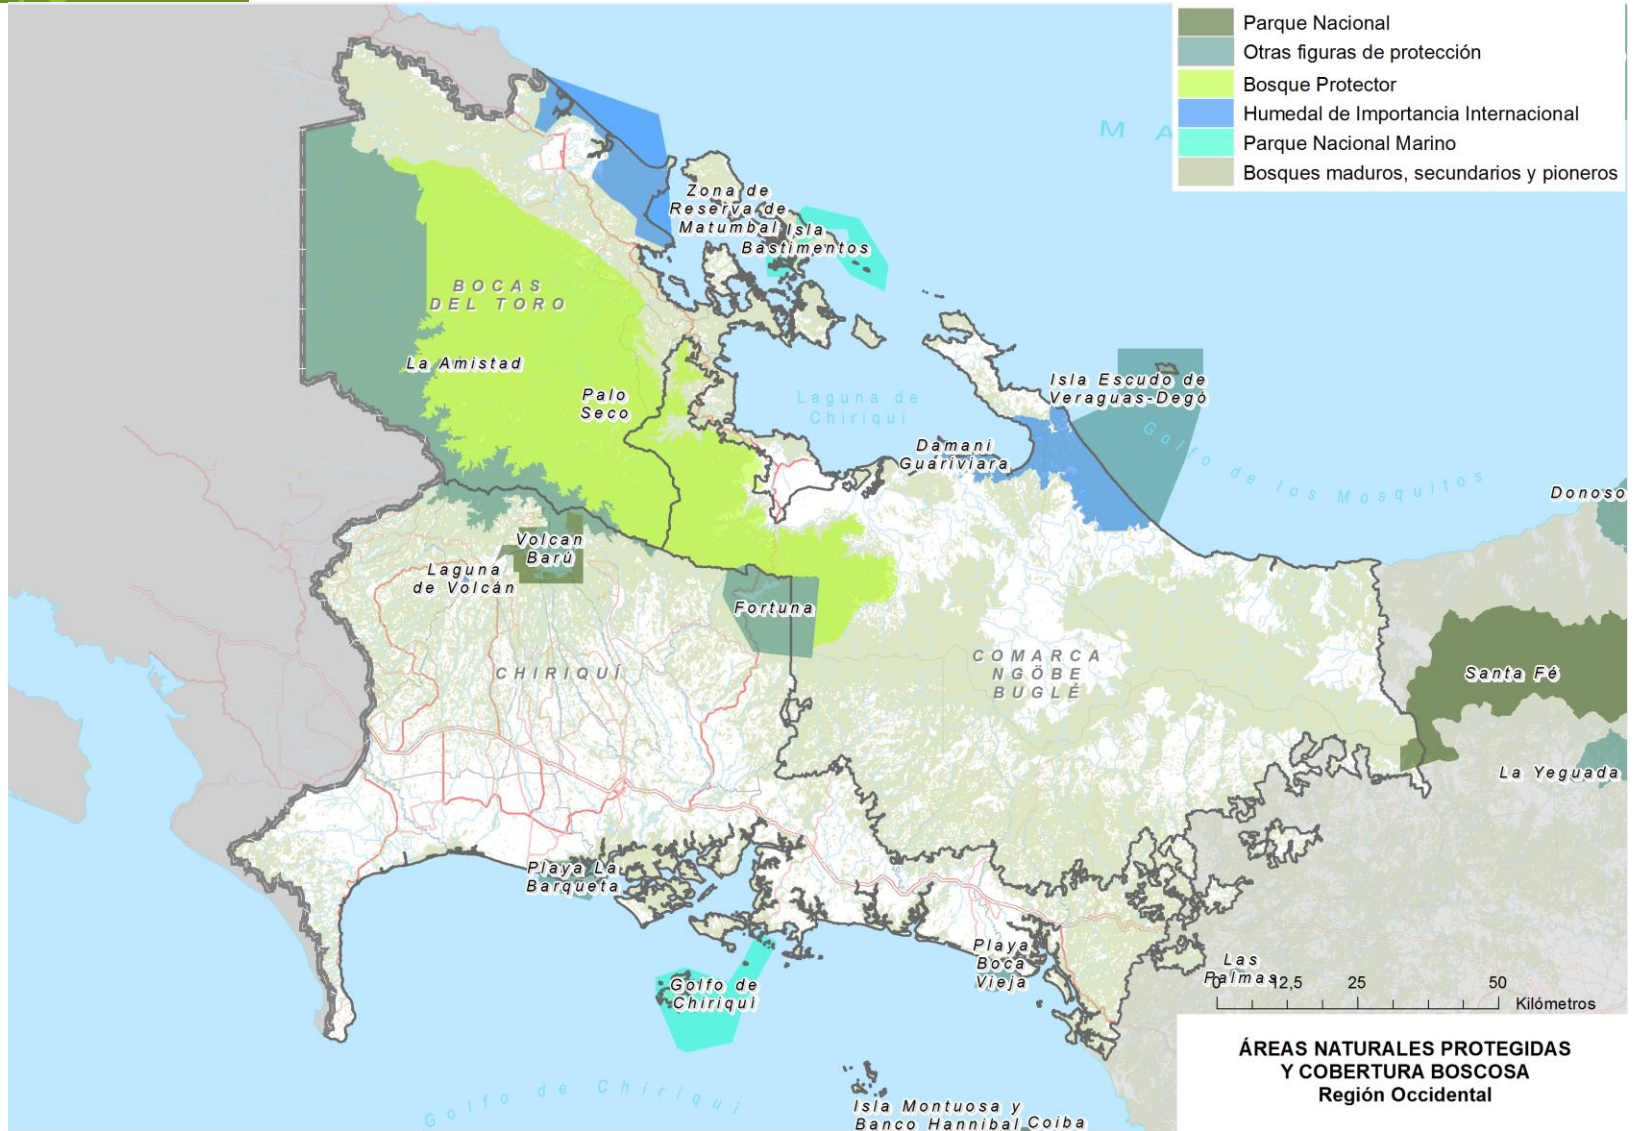 Parque Nacional
Otras figuras de protección
Bosque Protector
Humedal de Importancia Internacional
Parque Nacional Marino
Bosques maduros, secundarios y pioneros
M A
Zona de
Reserva de
Matumbal
Isla
Bastimentos
BOCAS
DEL TORO
La Amistad
Palo
Seco
Laguna de
Chiriqui
Isla Escudo de
Veraguas-Degó
Golfo de los Mosquitos
Damani
Guariviara
Donoso
Volcan
Barú
Laguna
de Volcán
Fortuna
CHIRIQUÍ
COMARCA
NGÖBE
BUGLÉ
Santa Fé
La Yeguada
Playa La
Barqueta
Playa
Boca
Vieja
Las
Palmas
Golfo de
Chiriqui
0 12,5 25 50
Kilómetros
ÁREAS NATURALES PROTEGIDAS
Y COBERTURA BOSCOSA
Región Occidental
Golfo de Chiriquí
Isla Montuosa y
Banco Hannibal
Coiba